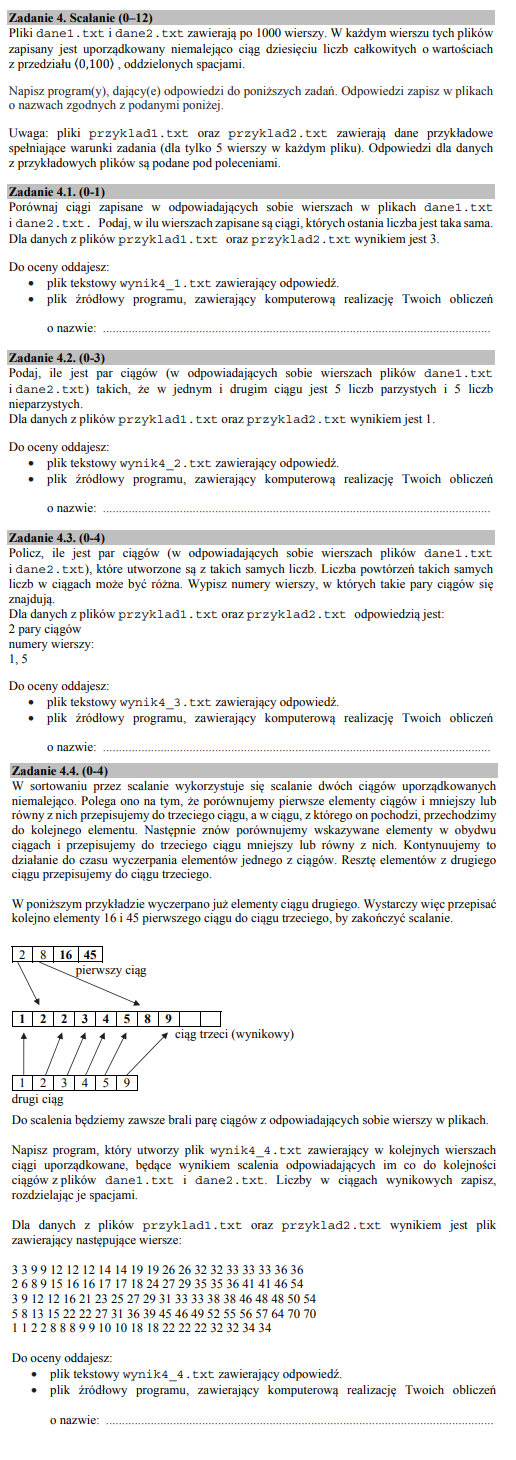 Zadanie 4. Scalanie (0–12)
Pliki dane1.txt i dane2.txt zawierają po 1000 wierszy. W każdym wierszu tych plików
zapisany jest uporządkowany niemalejąco ciąg dziesięciu liczb całkowitych o wartościach
z przedziału ⟨0,100⟩ , oddzielonych spacjami.
Napisz program(y), dający(e) odpowiedzi do poniższych zadań. Odpowiedzi zapisz w plikach
o nazwach zgodnych z podanymi poniżej.
Uwaga: pliki przyklad1.txt oraz przyklad2.txt zawierają dane przykładowe
spełniające warunki zadania (dla tylko 5 wierszy w każdym pliku). Odpowiedzi dla danych
z przykładowych plików są podane pod poleceniami.
Zadanie 4.1. (0-1)
Porównaj ciągi zapisane w odpowiadających sobie wierszach w plikach dane1.txt
i dane2.txt. Podaj, w ilu wierszach zapisane są ciągi, których ostania liczba jest taka sama.
Dla danych z plików przyklad1.txt oraz przyklad2.txt wynikiem jest 3.
Do oceny oddajesz:
• plik tekstowy wynik4_1.txt zawierający odpowiedź.
• plik źródłowy programu, zawierający komputerową realizację Twoich obliczeń
o nazwie: ........................................................................
Zadanie 4.2. (0-3)
Podaj, ile jest par ciągów (w odpowiadających sobie wierszach plików dane1.txt
i dane2.txt) takich, że w jednym i drugim ciągu jest 5 liczb parzystych i 5 liczb
nieparzystych.
Dla danych z plików przyklad1.txt oraz przyklad2.txt wynikiem jest 1.
Do oceny oddajesz:
• plik tekstowy wynik4_2.txt zawierający odpowiedź.
• plik źródłowy programu, zawierający komputerową realizację Twoich obliczeń
o nazwie: ........................................................................
Zadanie 4.3. (0-4)
Policz, ile jest par ciągów (w odpowiadających sobie wierszach plików dane1.txt
i dane2.txt), które utworzone są z takich samych liczb. Liczba powtórzeń takich samych
liczb w ciągach może być różna. Wypisz numery wierszy, w których takie pary ciągów się
znajdują.
Dla danych z plików przyklad1.txt oraz przyklad2.txt odpowiedzią jest:
2 pary ciągów
numery wierszy:
1, 5
Do oceny oddajesz:
• plik tekstowy wynik4_3.txt zawierający odpowiedź.
• plik źródłowy programu, zawierający komputerową realizację Twoich obliczeń
o nazwie: ........................................................................
Zadanie 4.4. (0-4)
W sortowaniu przez scalanie wykorzystuje się scalanie dwóch ciągów uporządkowanych
niemalejąco. Polega ono na tym, że porównujemy pierwsze elementy ciągów i mniejszy lub
równy z nich przepisujemy do trzeciego ciągu, a w ciągu, z którego on pochodzi, przechodzimy
do kolejnego elementu. Następnie znów porównujemy wskazywane elementy w obydwu
ciągach i przepisujemy do trzeciego ciągu mniejszy lub równy z nich. Kontynuujemy to
działanie do czasu wyczerpania elementów jednego z ciągów. Resztę elementów z drugiego
ciągu przepisujemy do ciągu trzeciego.
W poniższym przykładzie wyczerpano już elementy ciągu drugiego. Wystarczy więc przepisać
kolejno elementy 16 i 45 pierwszego ciągu do ciągu trzeciego, by zakończyć scalanie.
2 8 16 45
pierwszy ciąg
1 2 2 3 4 5 8 9
ciąg trzeci (wynikowy)
1 2 3 4 5 9
drugi ciąg
Do scalenia będziemy zawsze brali parę ciągów z odpowiadających sobie wierszy w plikach.
Napisz program, który utworzy plik wynik4_4.txt zawierający w kolejnych wierszach
ciągi uporządkowane, będące wynikiem scalenia odpowiadających im co do kolejności
ciągów z plików dane1.txt i dane2.txt. Liczby w ciągach wynikowych zapisz,
rozdzielając je spacjami.
Dla danych z plików przyklad1.txt oraz przyklad2.txt wynikiem jest plik
zawierający następujące wiersze:
3 3 9 9 12 12 12 14 14 19 19 26 26 32 32 33 33 33 36 36
2 6 8 9 15 16 16 17 17 18 24 27 29 35 35 36 41 41 46 54
3 9 12 12 16 21 23 25 27 29 31 33 33 38 38 46 48 48 50 54
5 8 13 15 22 22 27 31 36 39 45 46 49 52 55 56 57 64 70 70
1 1 2 2 8 8 8 9 9 10 10 18 18 22 22 22 32 32 34 34
Do oceny oddajesz:
• plik tekstowy wynik4_4.txt zawierający odpowiedź.
• plik źródłowy programu, zawierający komputerową realizację Twoich obliczeń
o nazwie: ........................................................................